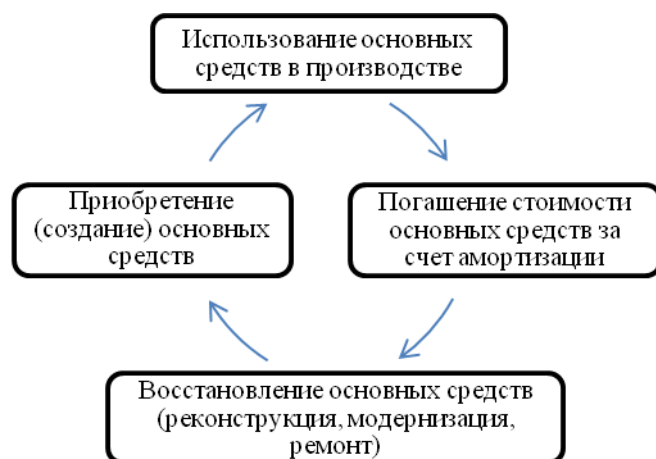 Использование основных
средств в производстве
Приобретение
(создание) основных
средств
Погашение стоимости
основных средств за
счет амортизации
Восстановление основных средств
(реконструкция, модернизация,
ремонт)